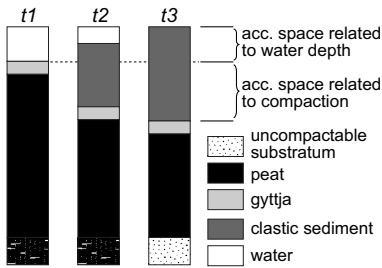 t1 t2 t3
acc. space related
to water depth
acc. space related
to compaction
uncompactable
substratum
peat
gyttja
clastic sediment
water